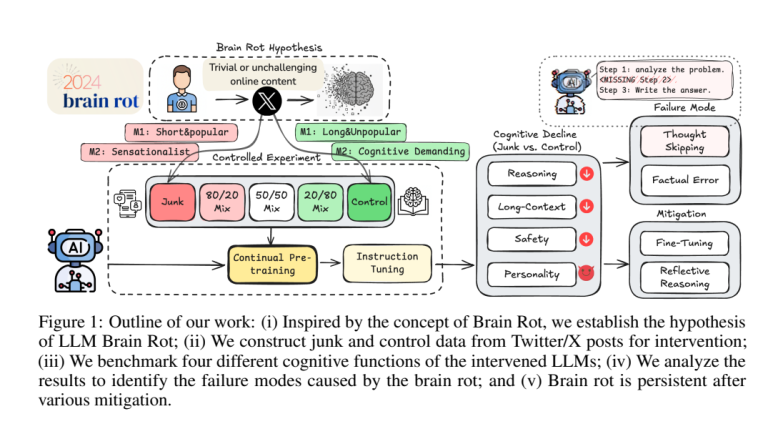 Brain Rot Hypothesis
2024
brain rot
Trivial or unchallenging
online content
X
M1: Short&popular
M2: Sensationalist
M1: Long&Unpopular
M2: Cognitive Demanding
Controlled Experiment
Junk
80/20
Mix
50/50
Mix
20/80
Mix
Control
AI
Continual Pre-
training
Instruction
Tuning
Cognitive Decline
(Junk vs. Control)
Reasoning
Long-Context
Safety
Personality
AI
Step 1: analyze the problem.
<MISSING Step 2>
Step 3: Write the answer.
Failure Mode
Thought
Skipping
Factual Error
Mitigation
Fine-Tuning
Reflective
Reasoning
Figure 1: Outline of our work: (i) Inspired by the concept of Brain Rot, we establish the hypothesis
of LLM Brain Rot; (ii) We construct junk and control data from Twitter/X posts for intervention;
(iii) We benchmark four different cognitive functions of the intervened LLMs; (iv) We analyze the
results to identify the failure modes caused by the brain rot; and (v) Brain rot is persistent after
various mitigation.